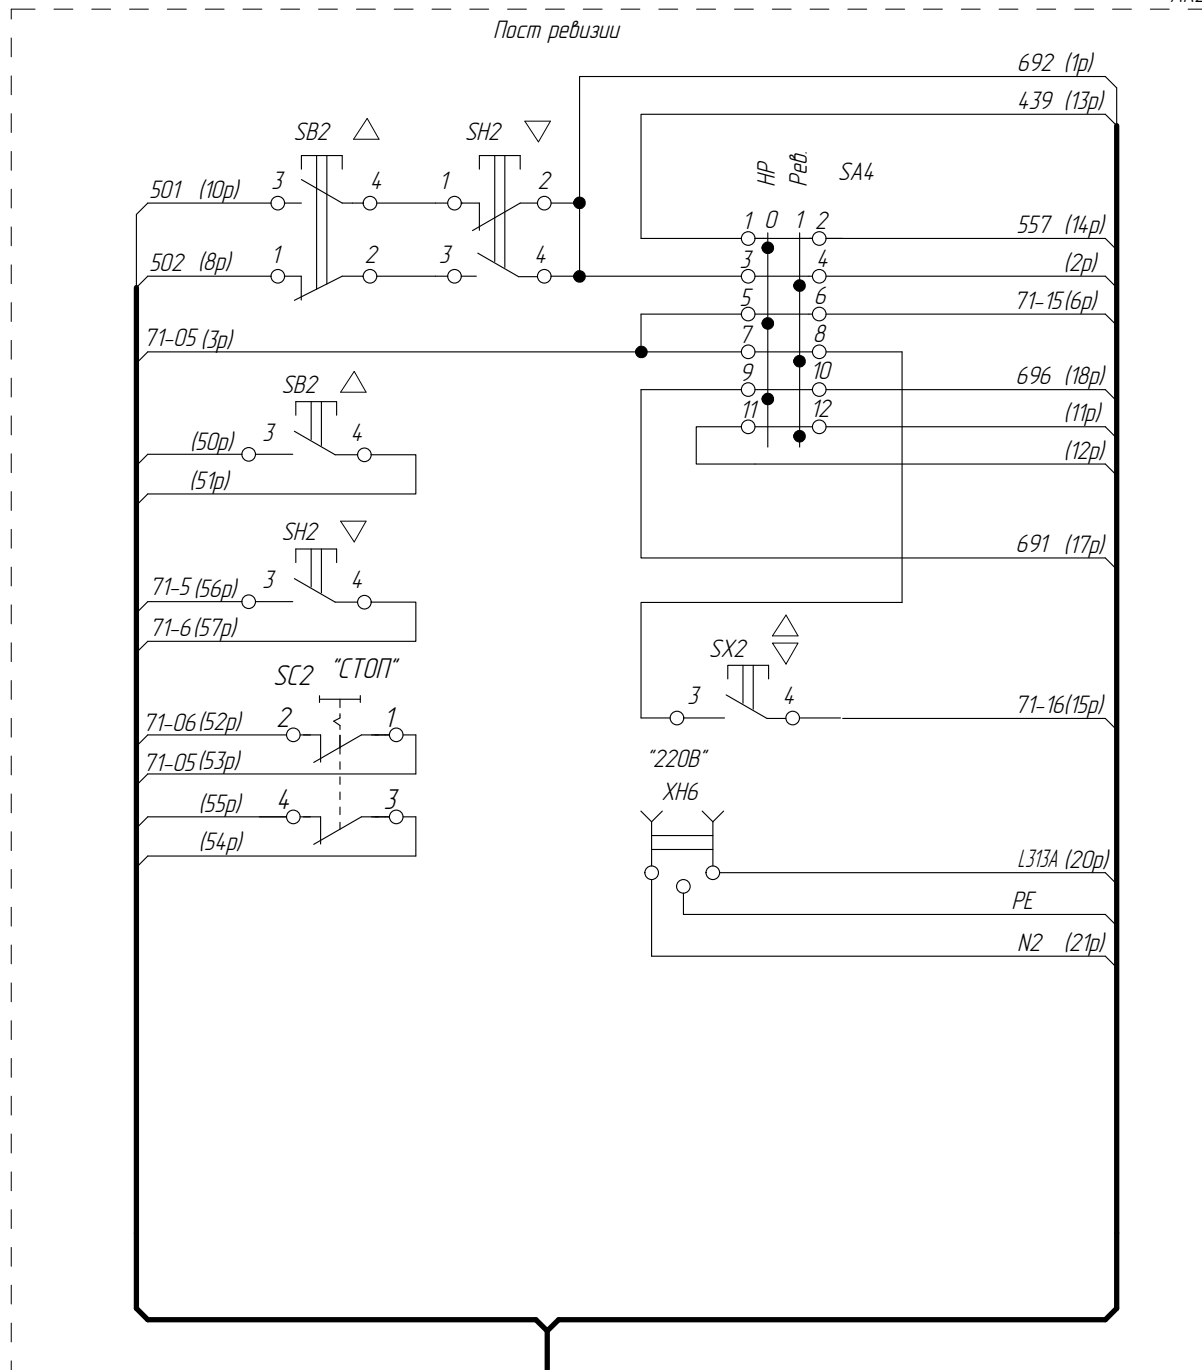 Пост ревизии
692 (1р)
439 (13р)
SB2
SH2
НР
Рев.
SA4
501 (10р)
3
4
1
2
1 0 1 2
557 (14р)
502 (8р)
1
2
3
4
3
4
(2р)
5
6
71-15(6р)
71-05(3р)
7
8
SB2
9
10
696 (18р)
11
12
(11р)
(50р)
3
4
(12р)
(51р)
SH2
691 (17р)
71-5(56р)
3
4
71-6(57р)
SC2 "СТОП"
SX2
3
4
71-16(15р)
71-06(52р)
2
1
71-05(53р)
"220В"
XH6
(55р)
4
3
(54р)
L313A (20р)
PE
N2 (21р)